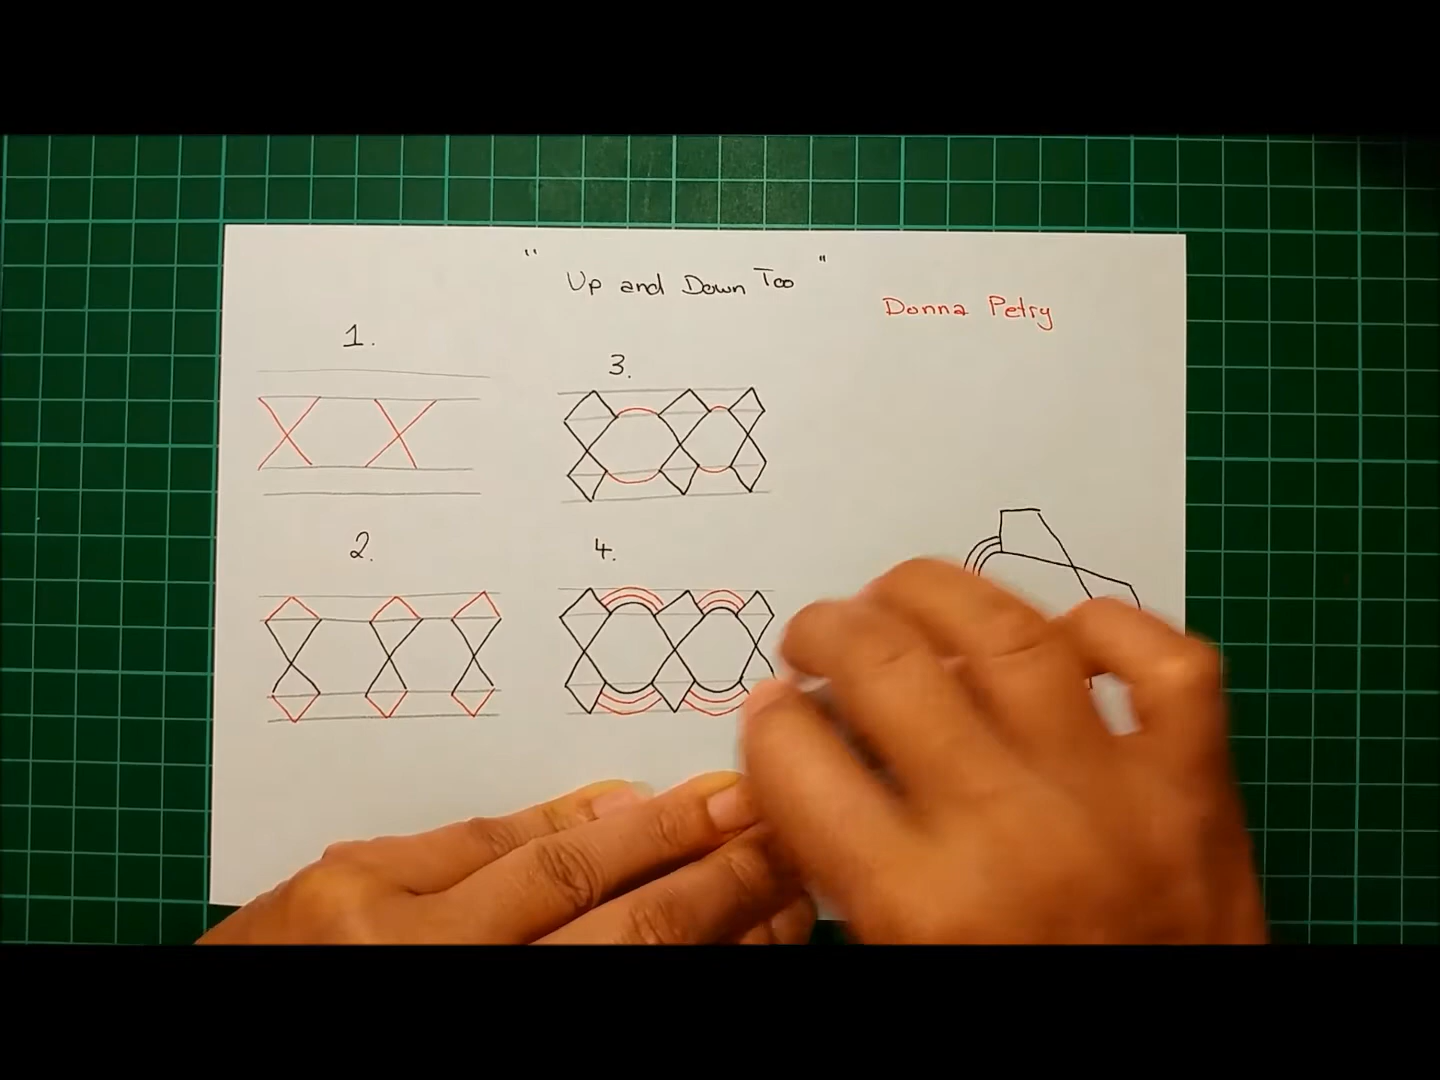 " Up and Down Too "
Donna Petry
1.
2.
3.
4.